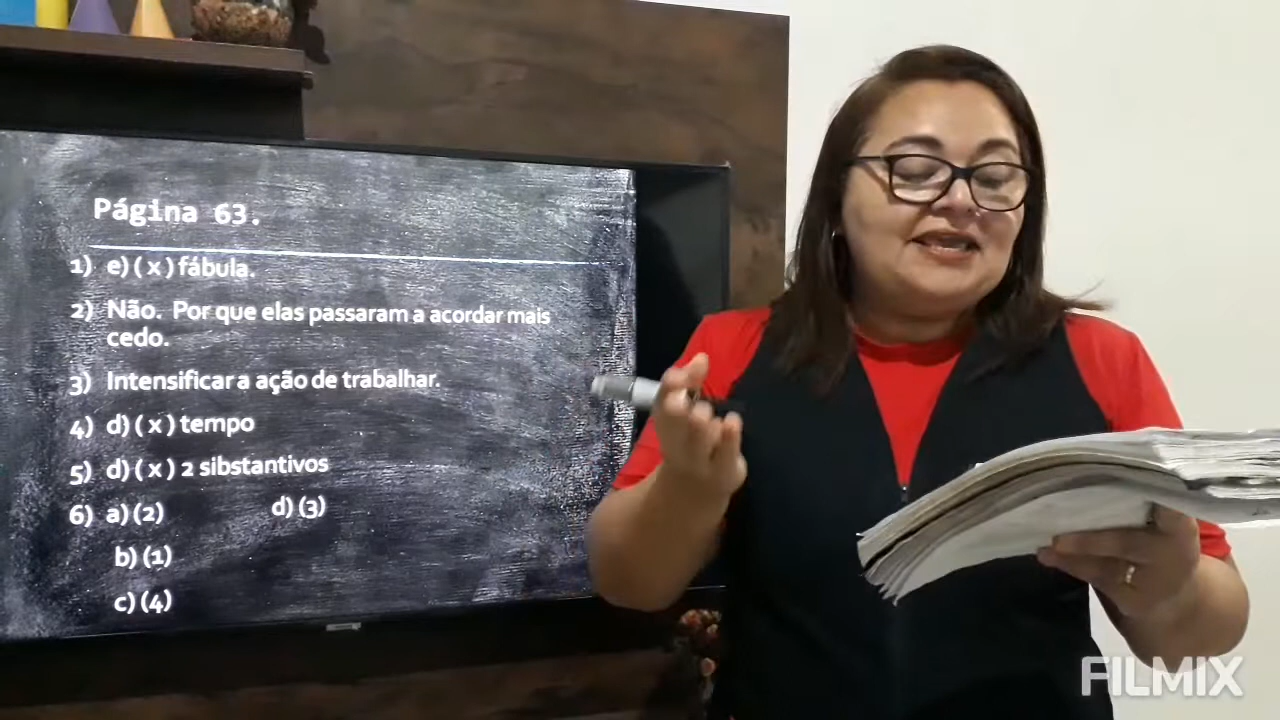 Página 63.
1) e) ( x ) fábula.
2) Não. Por que elas passaram a acordar mais
cedo.
3) Intensificar a ação de trabalhar.
4) d) ( x ) tempo
5) d) ( x ) 2 sibstantivos
6) a) (2) d) (3)
b) (1)
c) (4)
FILMIX